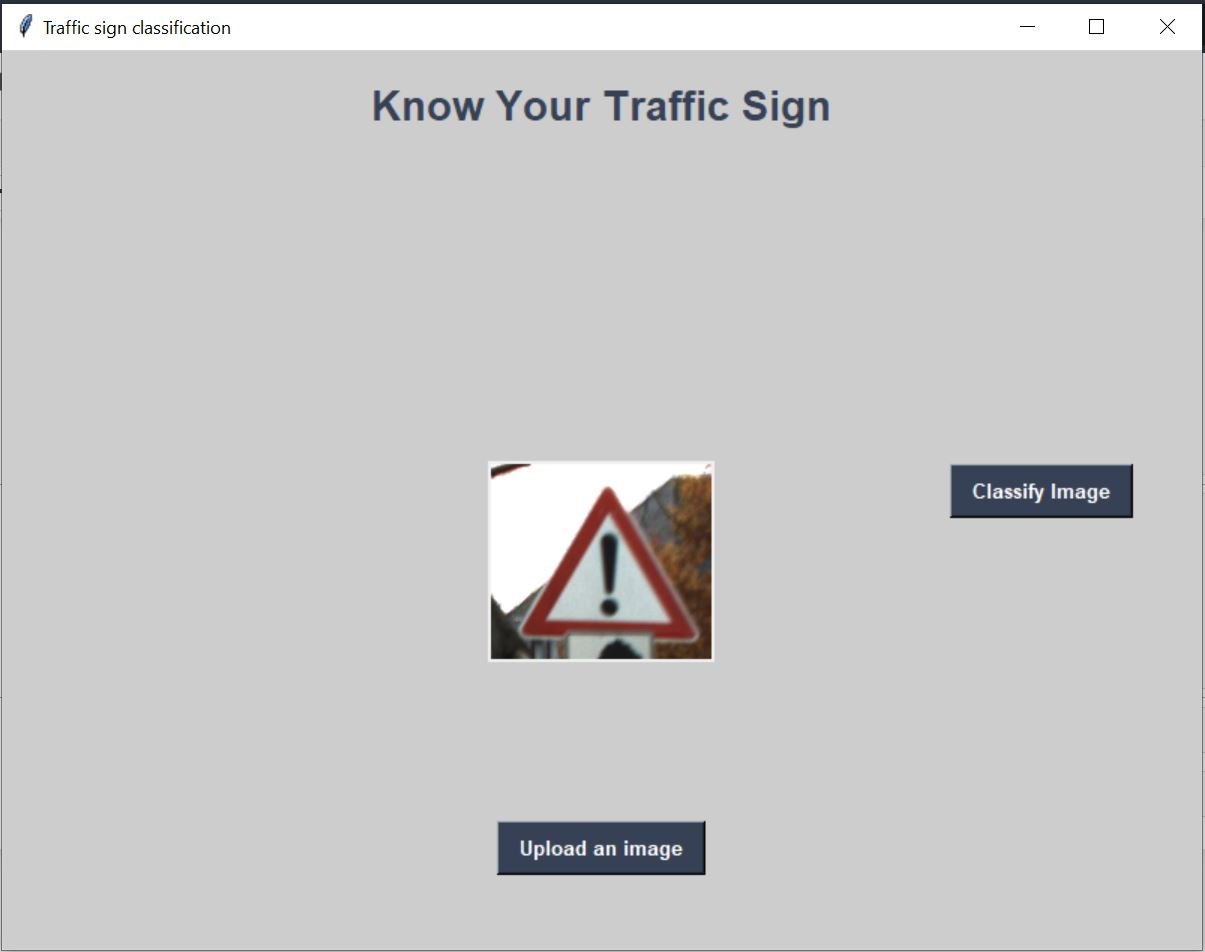 Traffic sign classification
Know Your Traffic Sign
!
Classify Image
Upload an image